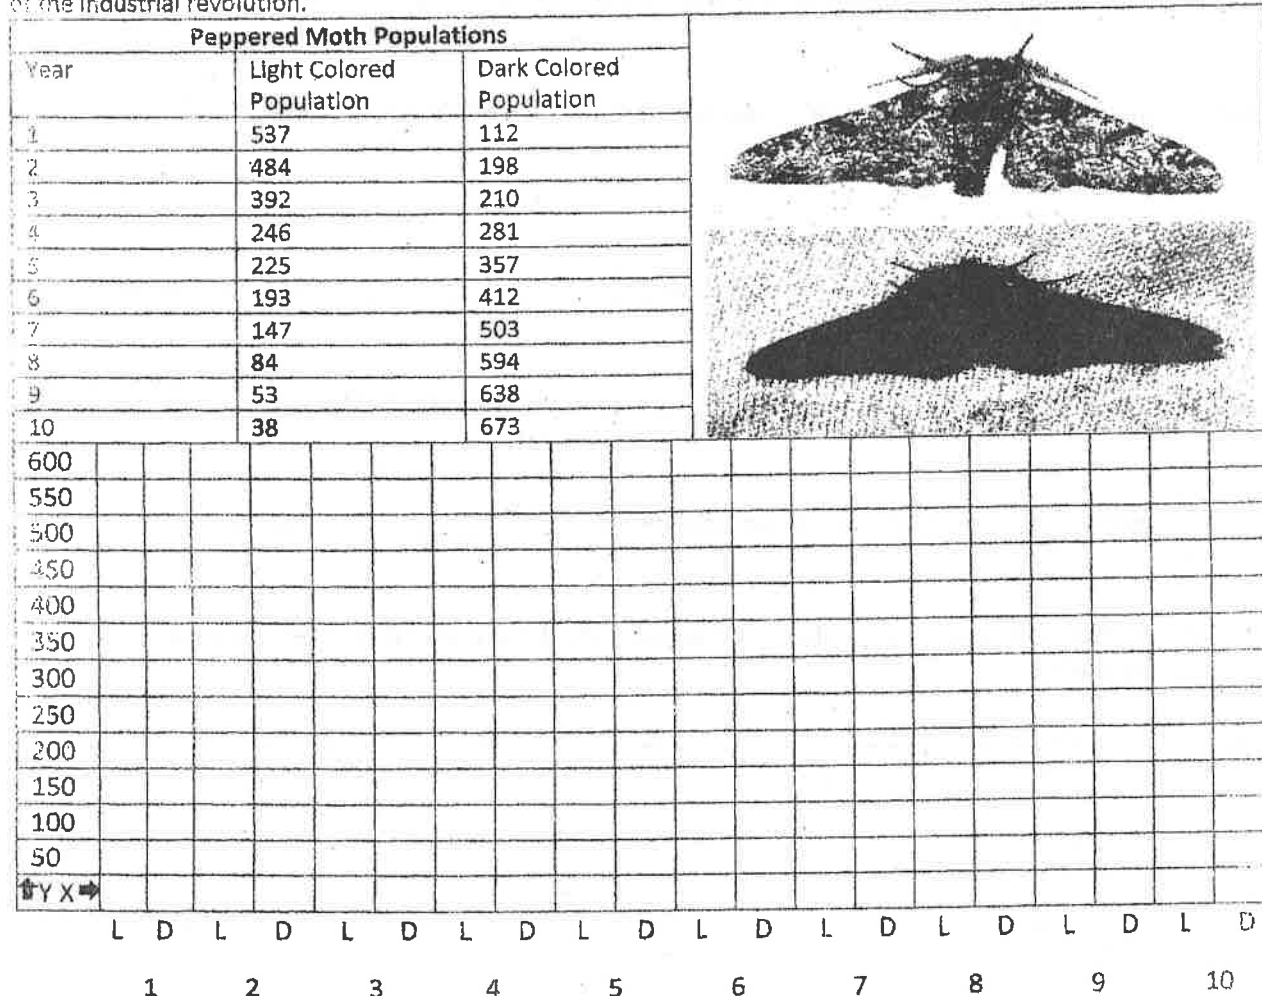 of the industrial revolution.
Peppered Moth Populations
Year Light Colored Population Dark Colored Population
1 537 112
2 484 198
3 392 210
4 246 281
5 225 357
6 193 412
7 147 503
8 84 594
9 53 638
10 38 673
600
550
500
450
400
350
300
250
200
150
100
50
⇧Y X➡
L D L D L D L D L D L D L D L D L D L D
1 2 3 4 5 6 7 8 9 10